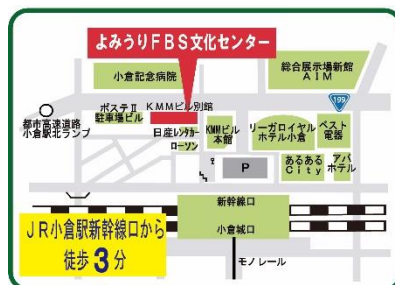 よみうりFBS文化センター
小倉記念病院
総合展示場新館
AIM
199
都市高速道路
小倉駅北ランプ
ポステⅡ
駐車場ビル
KMMビル別館
日産レンタカー
ローソン
KMMビル
本館
リーガロイヤル
ホテル小倉
ベスト
電器
P
あるある
City
アパ
ホテル
新幹線口
小倉城口
モノレール
JR小倉駅新幹線口から
徒歩3分